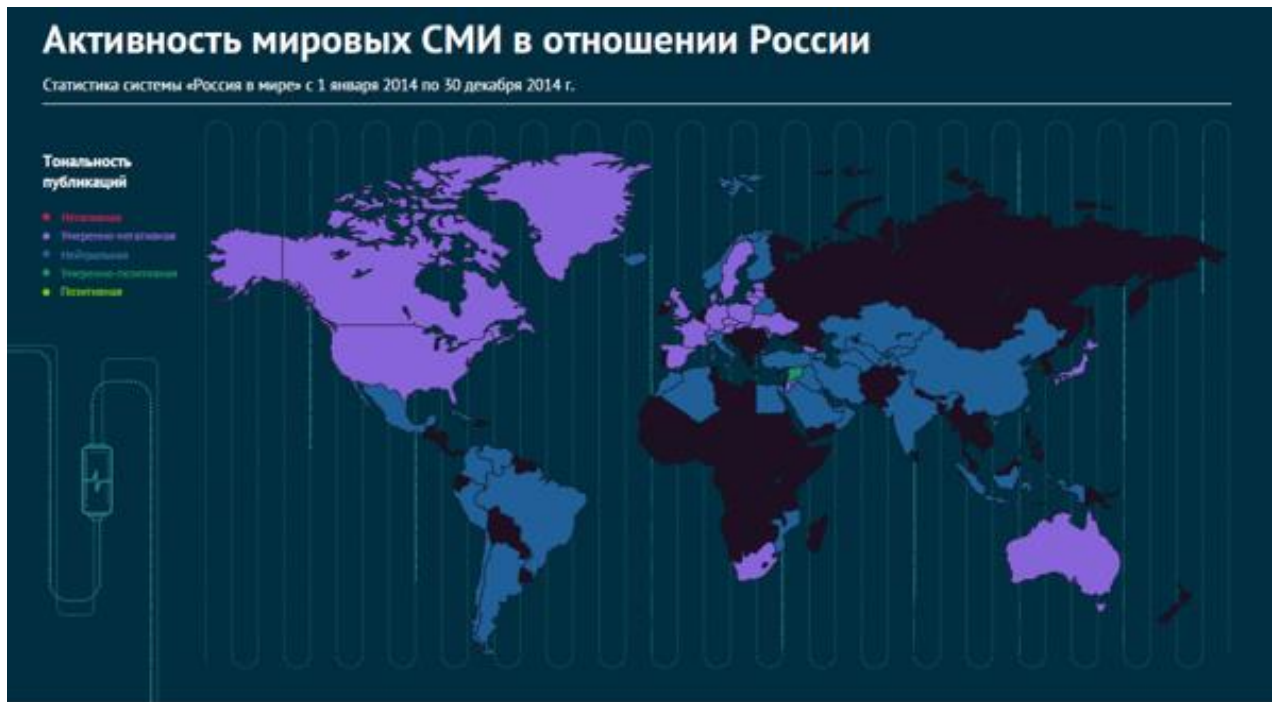 Активность мировых СМИ в отношении России
Статистика системы «Россия в мире» с 1 января 2014 по 30 декабря 2014 г.
Тональность
публикаций
Негативная
Умеренно-негативная
Нейтральная
Умеренно-позитивная
Позитивная